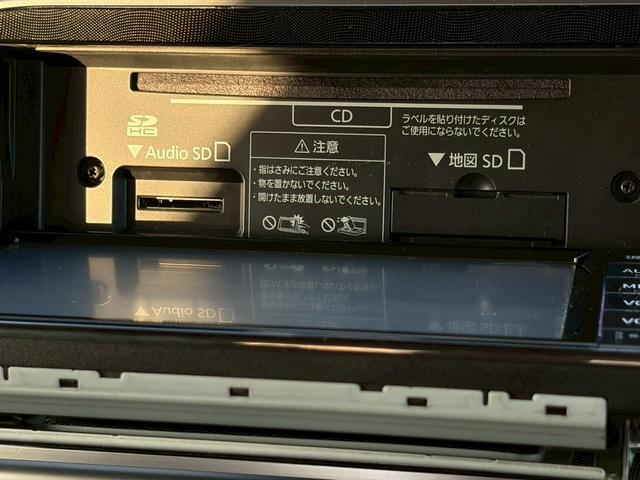 CD
ラベルを貼り付けたディスクは
ご使用にならないでください。
SD
HC
▼Audio SD
⚠注意
・指はさみにご注意ください。
・物を置かないでください。
・開けたまま放置しないでください。
▼地図 SD